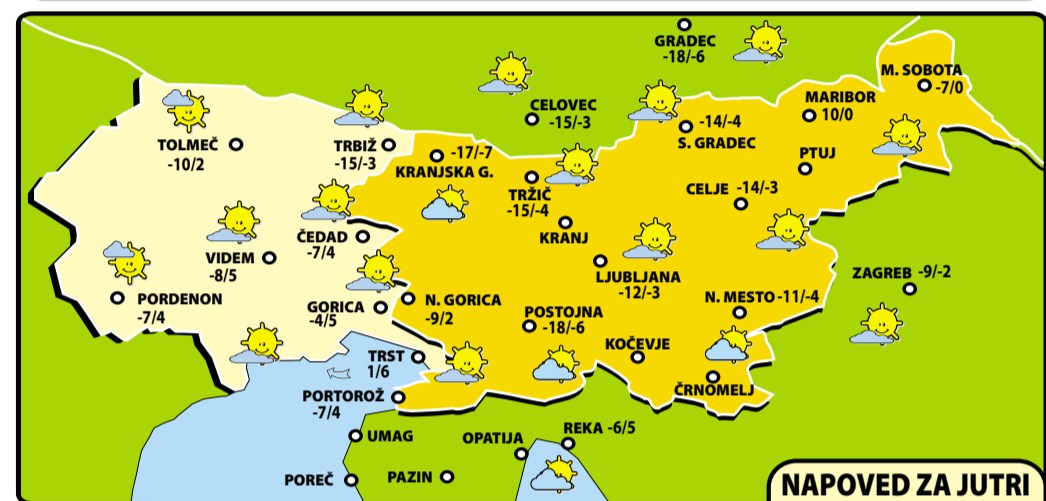 GRADEC
-18/-6
M. SOBOTA
-7/0
CELOVEC
-15/-3
MARIBOR
10/0
TOLMEČ
-10/2
TRBIŽ
-15/-3
-17/-7
KRANJSKA G.
-14/-4
S. GRADEC
PTUJ
TRŽIČ
-15/-4
CELJE -14/-3
KRANJ
ČEDAD
-7/4
VIDEM
-8/5
LJUBLJANA
-12/-3
ZAGREB -9/-2
PORDENON
-7/4
GORICA
-4/5
N. GORICA
-9/2
POSTOJNA
-18/-6
N. MESTO -11/-4
KOČEVJE
TRST
1/6
ČRNOMELJ
PORTOROŽ
-7/4
UMAG
OPATIJA
REKA -6/5
POREČ
PAZIN
NAPOVED ZA JUTRI